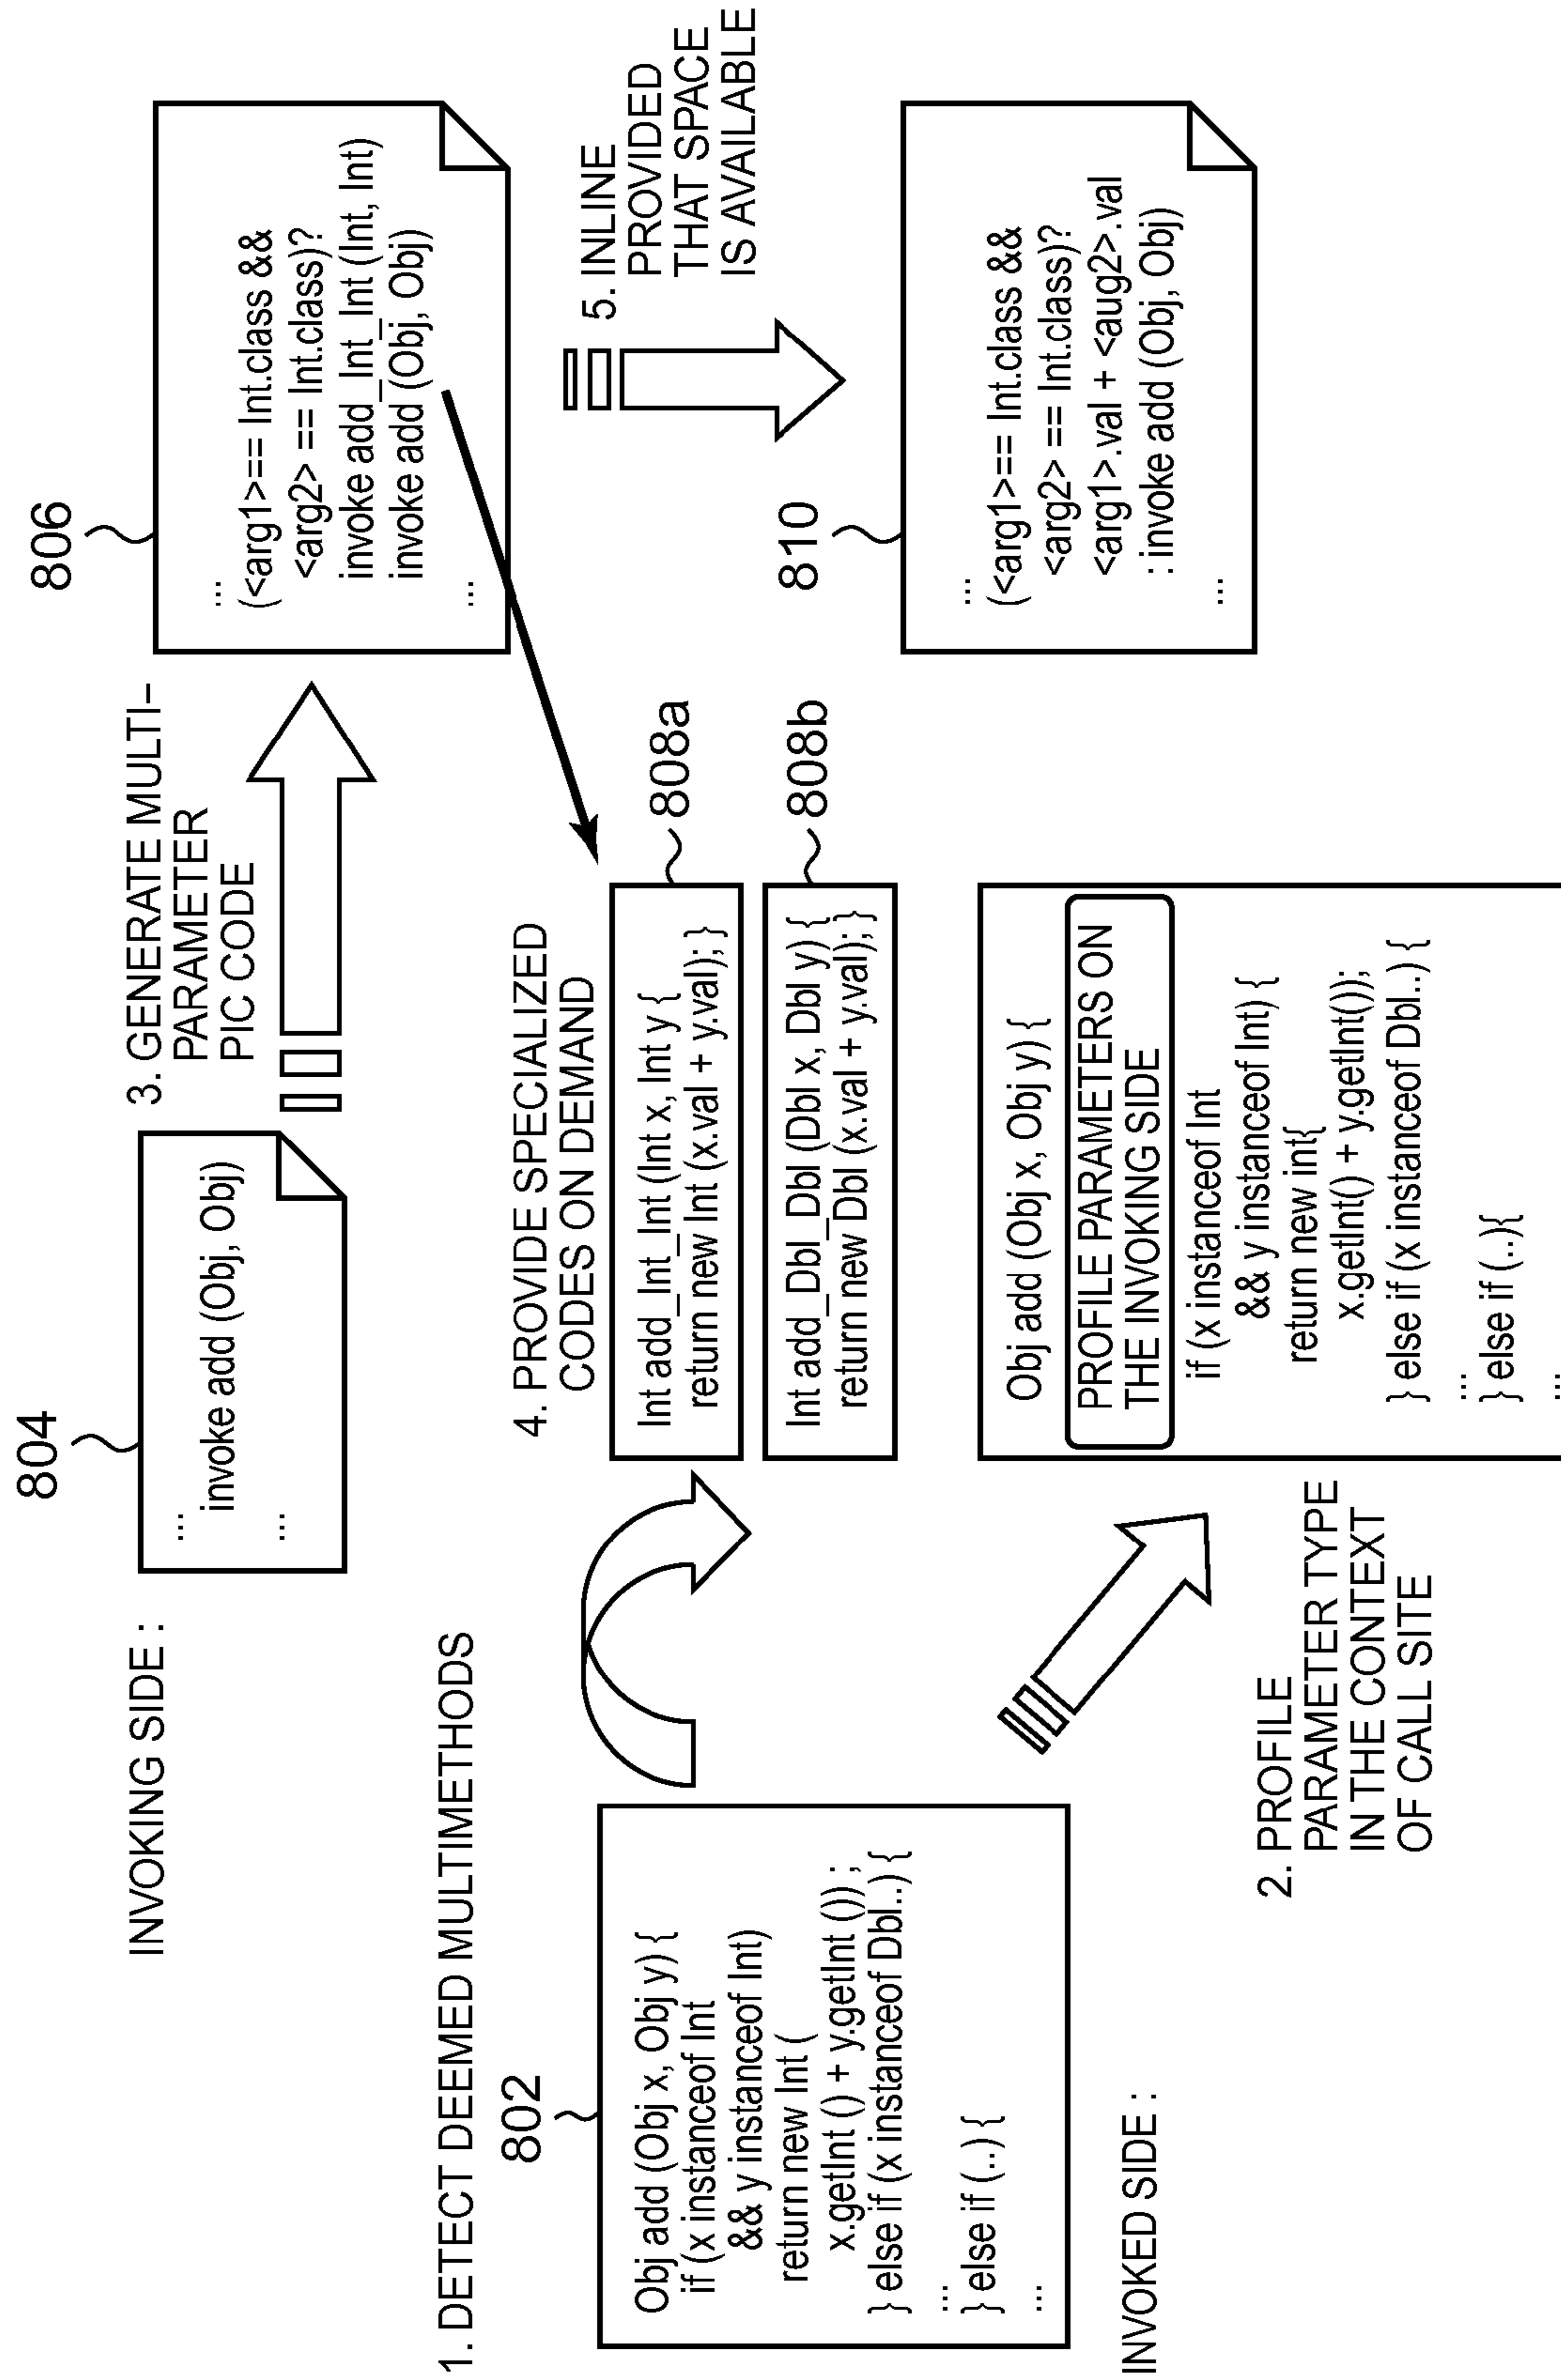 INVOKING SIDE :
804
...
invoke add (Obj, Obj)
...
3. GENERATE MULTI–
PARAMETER
PIC CODE
806
...
(<arg1>== Int.class &&
<arg2> == Int.class)?
invoke add_Int_Int (Int, Int)
invoke add (Obj, Obj)
...
1. DETECT DEEMED MULTIMETHODS
802
Obj add (Obj x, Obj y) {
if (x instanceof Int
&& y instanceof Int)
return new Int (
x.getInt () + y.getInt ()) ;
} else if (x instanceof Dbl..) {
...
} else if (..) {
...
INVOKED SIDE :
4. PROVIDE SPECIALIZED
CODES ON DEMAND
Int add_Int_Int (Int x, Int y {
return new Int (x.val + y.val); }
808a
Int add_Dbl_Dbl (Dbl x, Dbl y) {
return new Dbl (x.val + y.val); }
808b
2. PROFILE
PARAMETER TYPE
IN THE CONTEXT
OF CALL SITE
Obj add (Obj x, Obj y) {
PROFILE PARAMETERS ON
THE INVOKING SIDE
if (x instanceof Int
&& y instanceof Int) {
return new int{
x.getInt() + y.getInt());
} else if (x instanceof Dbl..) {
...
} else if (..){
...
5. INLINE
PROVIDED
THAT SPACE
IS AVAILABLE
810
...
(<arg1>== Int.class &&
<arg2> == Int.class)?
<arg1>.val + <aug2>.val
: invoke add (Obj, Obj)
...